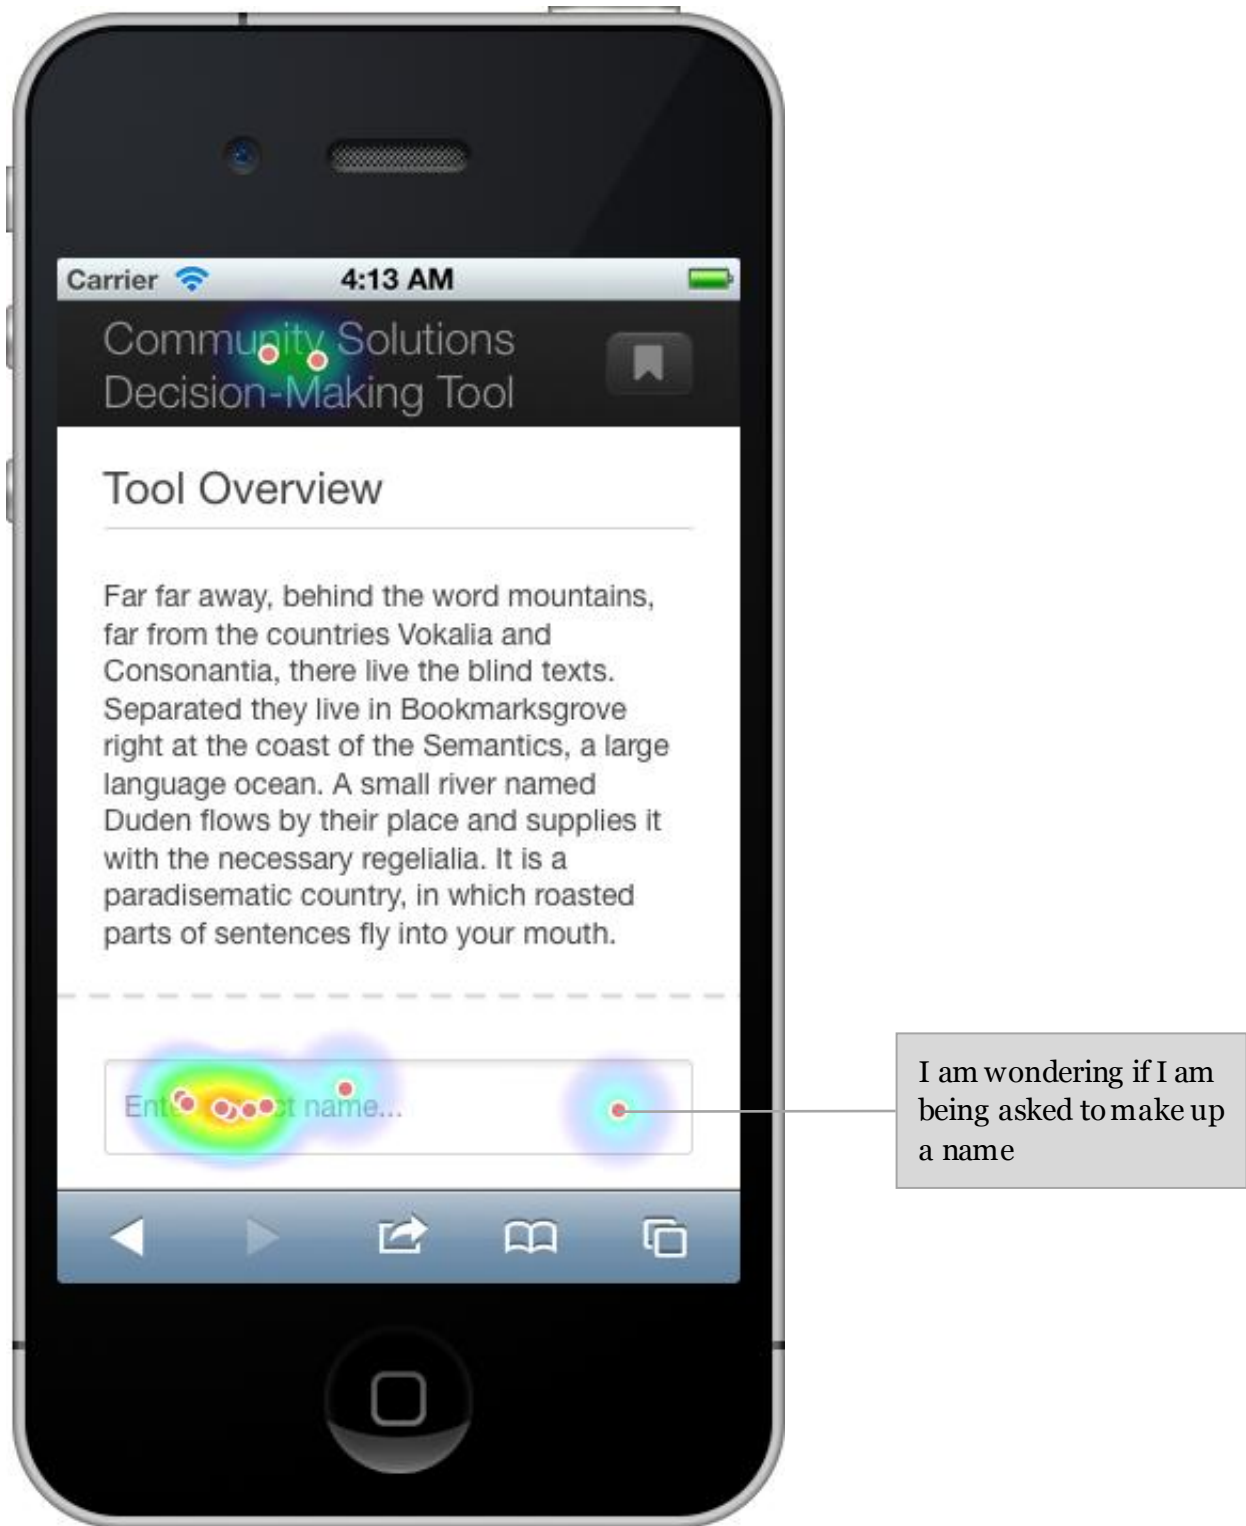 Carrier
4:13 AM
Community Solutions
Decision-Making Tool
Tool Overview
Far far away, behind the word mountains,
far from the countries Vokalia and
Consonantia, there live the blind texts.
Separated they live in Bookmarksgrove
right at the coast of the Semantics, a large
language ocean. A small river named
Duden flows by their place and supplies it
with the necessary regelialia. It is a
paradisematic country, in which roasted
parts of sentences fly into your mouth.
name...
I am wondering if I am
being asked to make up
a name